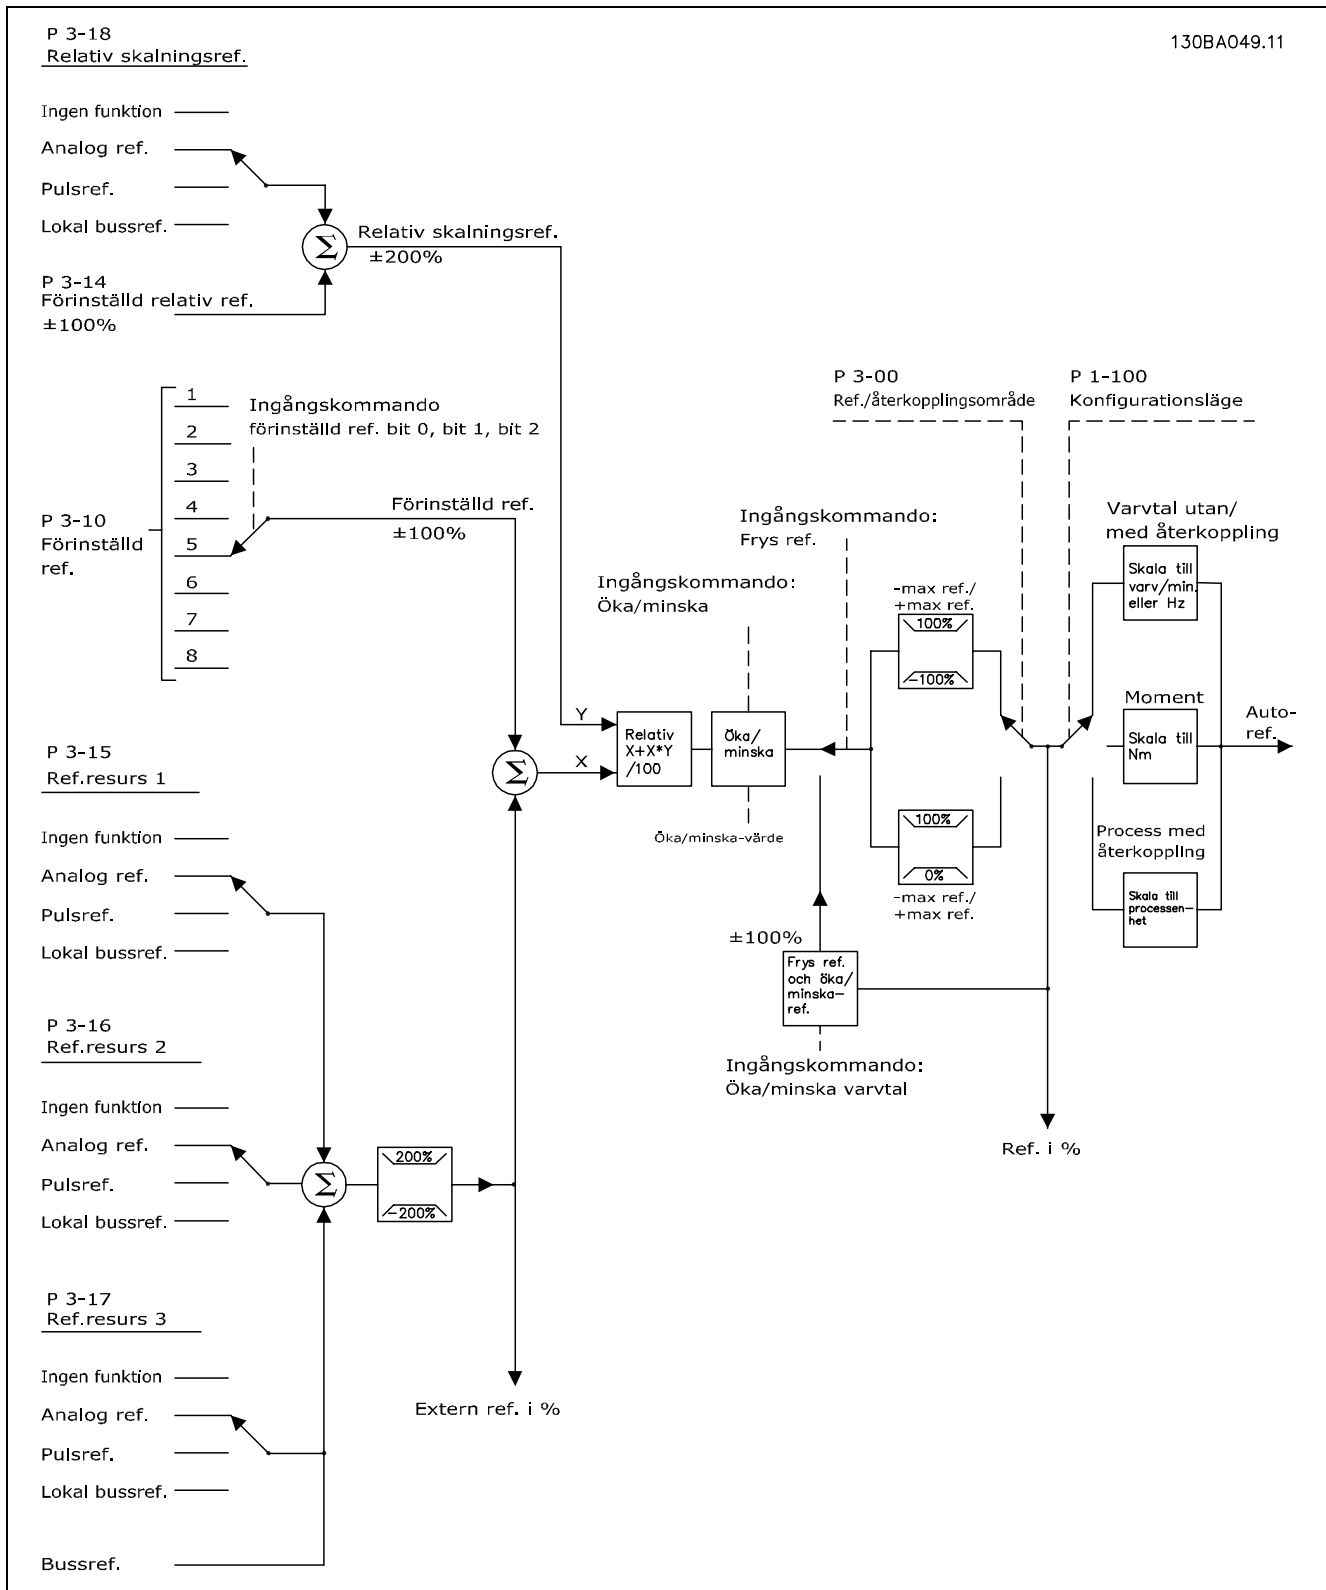 P 3-18
Relativ skalningsref.
130BA049.11
Ingen funktion
Analog ref.
Pulsref.
Lokal bussref.
Σ
Relativ skalningsref.
±200%
P 3-14
Förinställd relativ ref.
±100%
P 3-10
Förinställd
ref.
1
2
3
4
5
6
7
8
Ingångskommando
förinställd ref. bit 0, bit 1, bit 2
Förinställd ref.
±100%
P 3-00
Ref./återkopplingsområde
P 1-100
Konfigurationsläge
Ingångskommando:
Frys ref.
Ingångskommando:
Öka/minska
-max ref./
+max ref.
100%
-100%
Varvtal utan/
med återkoppling
Skala till
varv/min.
eller Hz
Y
X
Σ
Relativ
X+X*Y
/100
Öka/
minska
Öka/minska-värde
Moment
Skala till
Nm
Auto-
ref.
100%
0%
-max ref./
+max ref.
Process med
återkoppling
Skala till
processen-
het
±100%
Frys ref.
och öka/
minska-
ref.
Ingångskommando:
Öka/minska varvtal
Ref. i %
P 3-15
Ref.resurs 1
Ingen funktion
Analog ref.
Pulsref.
Lokal bussref.
P 3-16
Ref.resurs 2
Ingen funktion
Analog ref.
Pulsref.
Lokal bussref.
Σ
200%
-200%
P 3-17
Ref.resurs 3
Ingen funktion
Analog ref.
Pulsref.
Lokal bussref.
Extern ref. i %
Bussref.